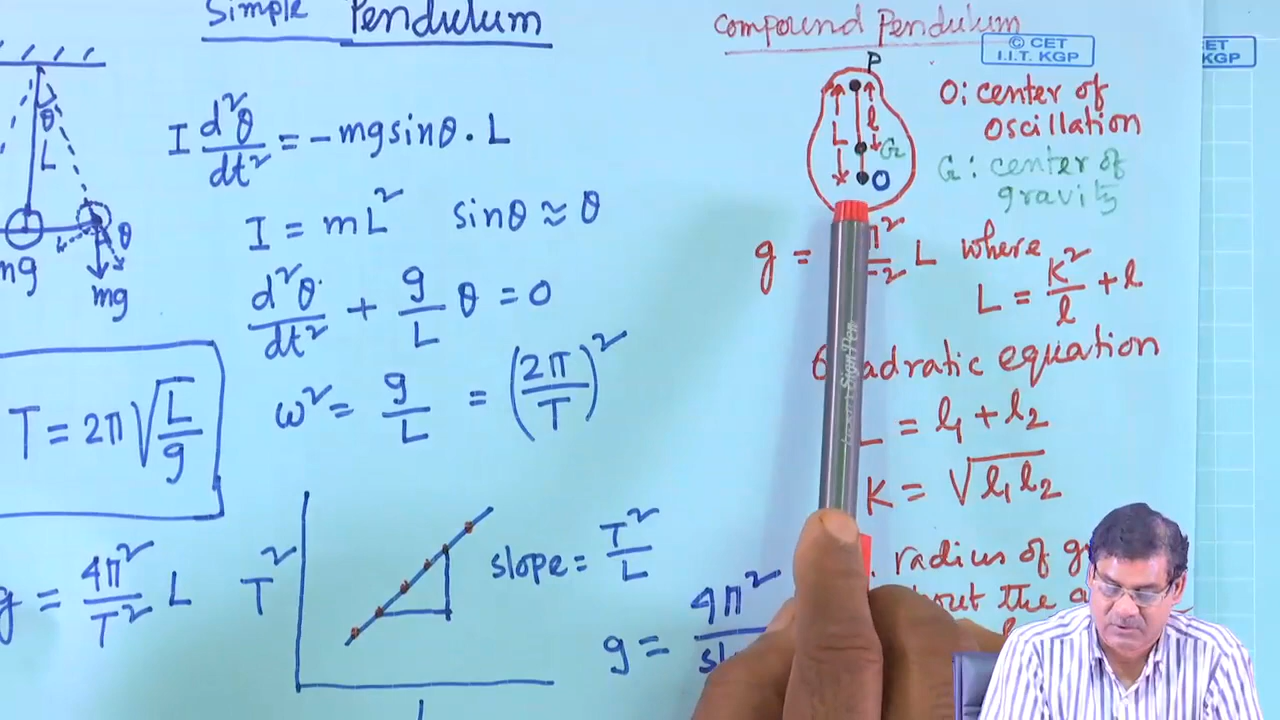 Simple Pendulum
θ
L
mg
θ
mg
I d²θ/dt² = -mg sinθ · L
I = mL² sinθ ≈ θ
d²θ/dt² + g/L θ = 0
ω² = g/L = (2π/T)²
T = 2π √(L/g)
g = 4π²/T² L
T²
slope = T²/L
g = 4π²
compound Pendulum
© CET
I.I.T. KGP
CET
KGP
P
L
l
G
O
O: center of
oscillation
G: center of
gravity
g = L where
L = K²/l + l
equation
L = l₁ + l₂
K = √l₁l₂
radius of
the